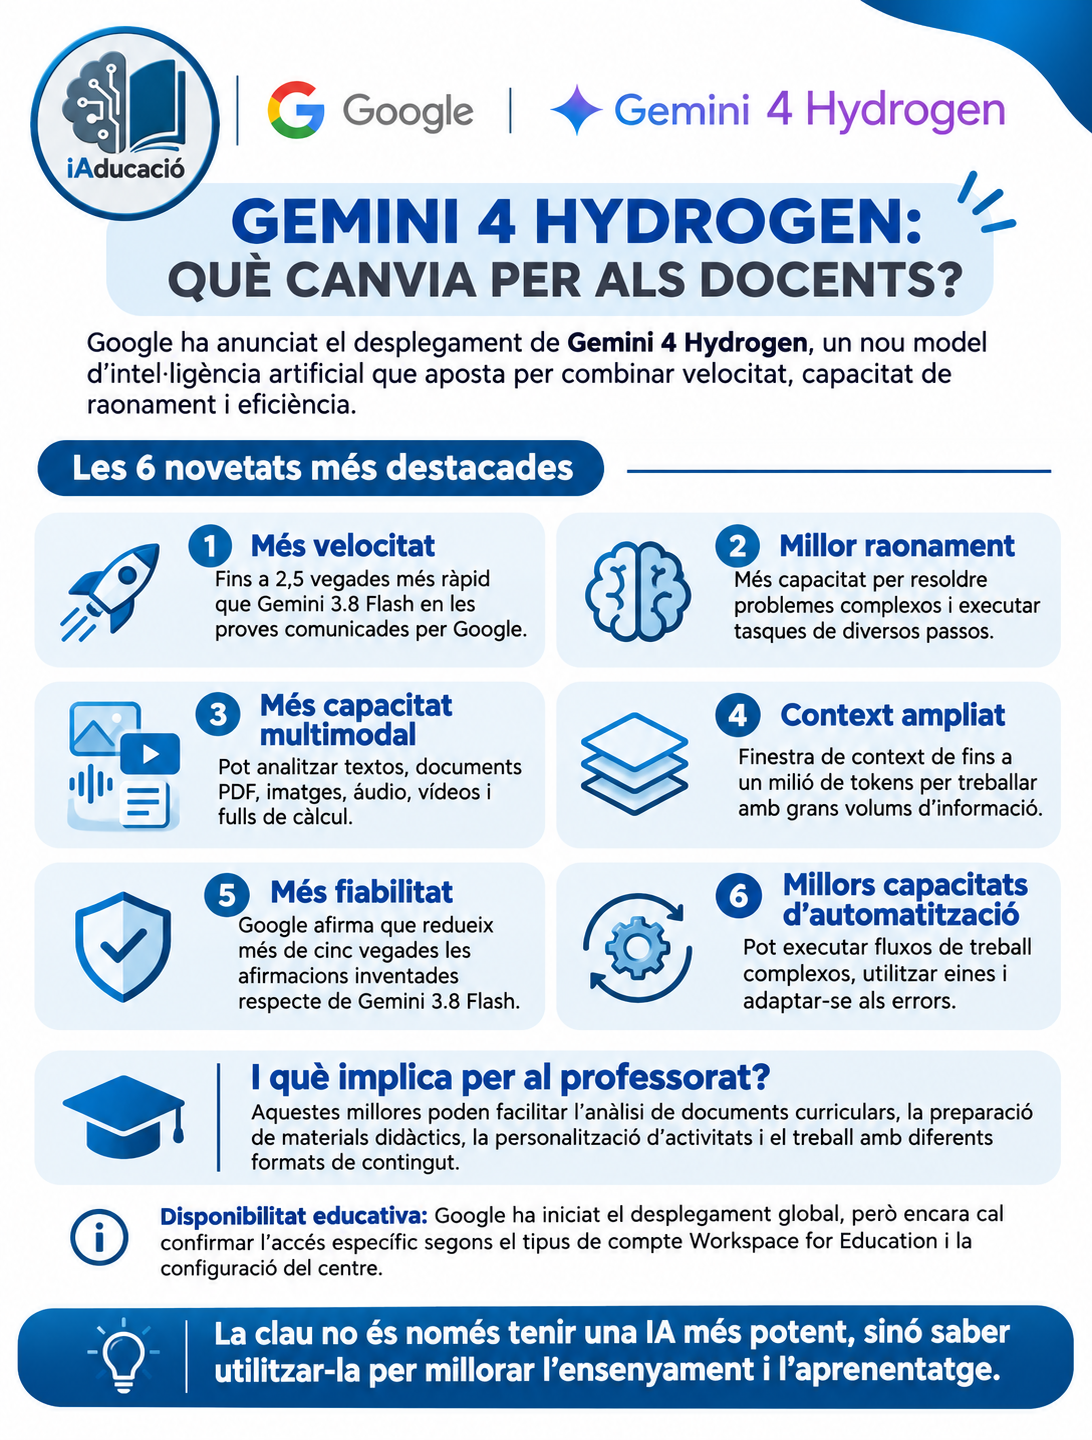 iAducació
Google
Gemini 4 Hydrogen
GEMINI 4 HYDROGEN:
QUÈ CANVIA PER ALS DOCENTS?
Google ha anunciat el desplegament de Gemini 4 Hydrogen, un nou model
d'intel·ligència artificial que aposta per combinar velocitat, capacitat de
raonament i eficiència.
Les 6 novetats més destacades
1 Més velocitat
Fins a 2,5 vegades més ràpid
que Gemini 3.8 Flash en les
proves comunicades per Google.
2 Millor raonament
Més capacitat per resoldre
problemes complexos i executar
tasques de diversos passos.
3 Més capacitat
multimodal
Pot analitzar textos, documents
PDF, imatges, áudio, vídeos i
fulls de càlcul.
4 Context ampliat
Finestra de context de fins a
un milió de tokens per treballar
amb grans volums d'informació.
5 Més fiabilitat
Google afirma que redueix
més de cinc vegades les
afirmacions inventades
respecte de Gemini 3.8 Flash.
6 Millors capacitats
d'automatització
Pot executar fluxos de treball
complexos, utilitzar eines i
adaptar-se als errors.
I què implica per al professorat?
Aquestes millores poden facilitar l'anàlisi de documents curriculars, la preparació
de materials didàctics, la personalització d'activitats i el treball amb diferents
formats de contingut.
Disponibilitat educativa: Google ha iniciat el desplegament global, però encara cal
confirmar l'accés específic segons el tipus de compte Workspace for Education i la
configuració del centre.
La clau no és només tenir una IA més potent, sinó saber
utilitzar-la per millorar l'ensenyament i l'aprenentatge.